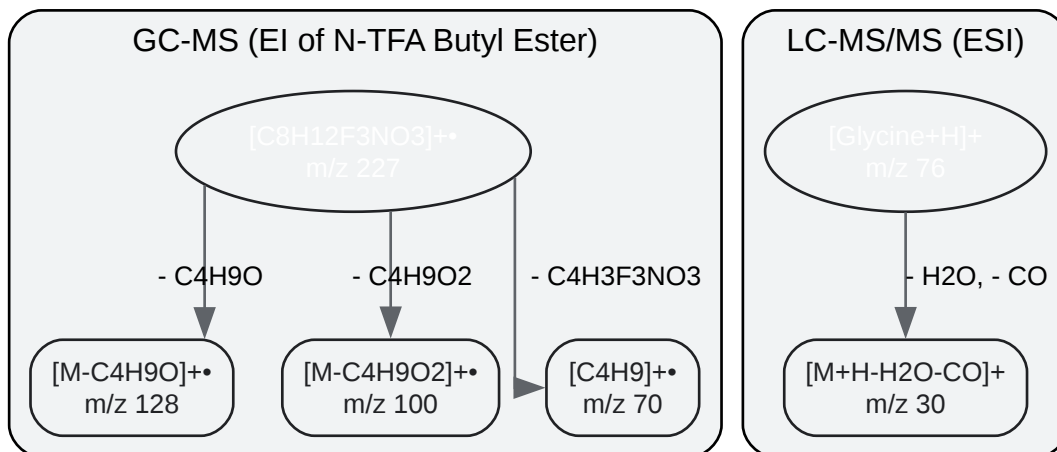 GC-MS (EI of N-TFA Butyl Ester)
[C8H12F3NO3]+•
m/z 227
- C4H9O
- C4H9O2
- C4H3F3NO3
[M-C4H9O]+•
m/z 128
[M-C4H9O2]+•
m/z 100
[C4H9]+•
m/z 70
LC-MS/MS (ESI)
[Glycine+H]+
m/z 76
- H2O, - CO
[M+H-H2O-CO]+
m/z 30